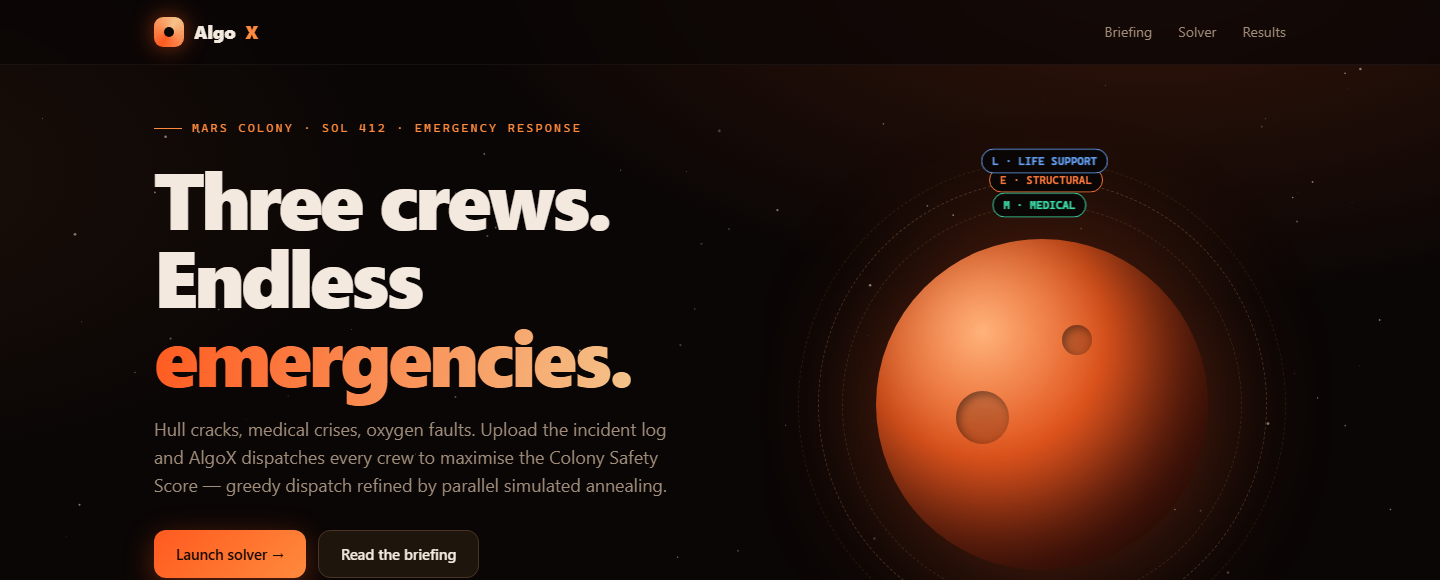 Algo X
Briefing
Solver
Results
MARS COLONY · SOL 412 · EMERGENCY RESPONSE
Three crews.
Endless
emergencies.
Hull cracks, medical crises, oxygen faults. Upload the incident log
and AlgoX dispatches every crew to maximise the Colony Safety
Score — greedy dispatch refined by parallel simulated annealing.
Launch solver →
Read the briefing
L · LIFE SUPPORT
E · STRUCTURAL
M · MEDICAL